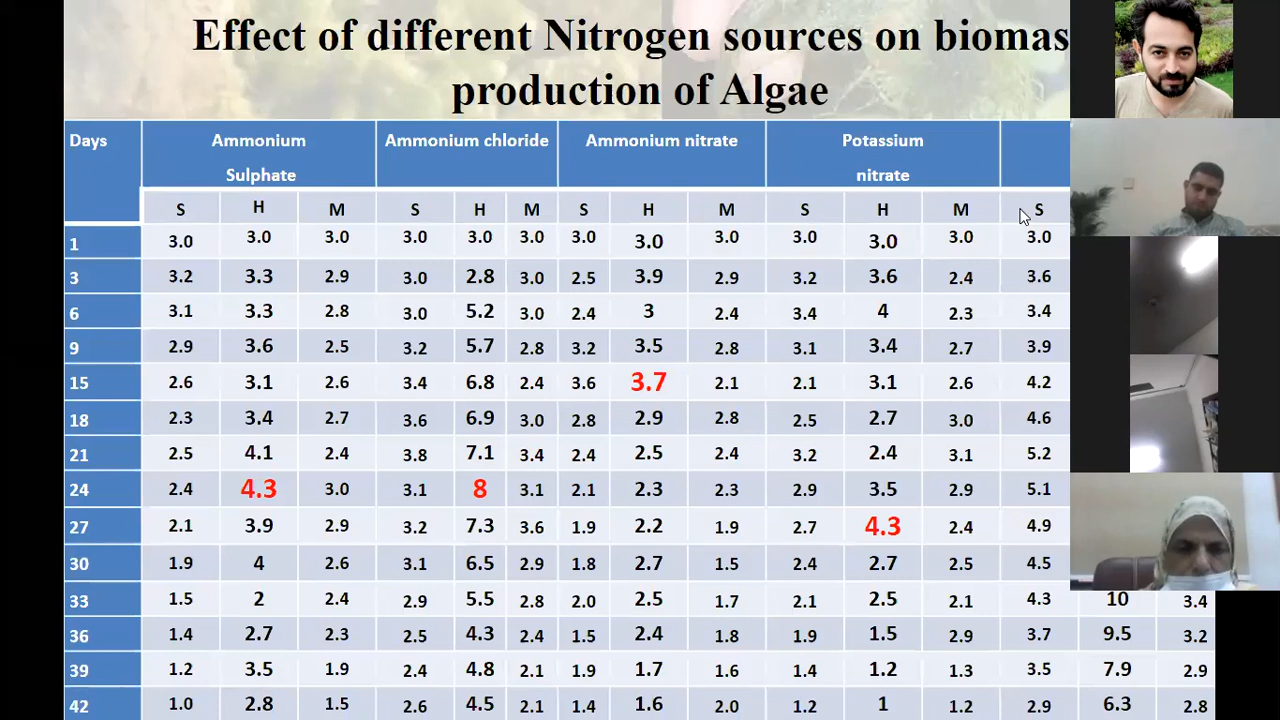 Effect of different Nitrogen sources on biomas
production of Algae
Days Ammonium Sulphate Ammonium chloride Ammonium nitrate Potassium nitrate
S H M S H M S H M S H M S
1 3.0 3.0 3.0 3.0 3.0 3.0 3.0 3.0 3.0 3.0 3.0 3.0 3.0
3 3.2 3.3 2.9 3.0 2.8 3.0 2.5 3.9 2.9 3.2 3.6 2.4 3.6
6 3.1 3.3 2.8 3.0 5.2 3.0 2.4 3 2.4 3.4 4 2.3 3.4
9 2.9 3.6 2.5 3.2 5.7 2.8 3.2 3.5 2.8 3.1 3.4 2.7 3.9
15 2.6 3.1 2.6 3.4 6.8 2.4 3.6 3.7 2.1 2.1 3.1 2.6 4.2
18 2.3 3.4 2.7 3.6 6.9 3.0 2.8 2.9 2.8 2.5 2.7 3.0 4.6
21 2.5 4.1 2.4 3.8 7.1 3.4 2.4 2.5 2.4 3.2 2.4 3.1 5.2
24 2.4 4.3 3.0 3.1 8 3.1 2.1 2.3 2.3 2.9 3.5 2.9 5.1
27 2.1 3.9 2.9 3.2 7.3 3.6 1.9 2.2 1.9 2.7 4.3 2.4 4.9
30 1.9 4 2.6 3.1 6.5 2.9 1.8 2.7 1.5 2.4 2.7 2.5 4.5
33 1.5 2 2.4 2.9 5.5 2.8 2.0 2.5 1.7 2.1 2.5 2.1 4.3 10 3.4
36 1.4 2.7 2.3 2.5 4.3 2.4 1.5 2.4 1.8 1.9 1.5 2.9 3.7 9.5 3.2
39 1.2 3.5 1.9 2.4 4.8 2.1 1.9 1.7 1.6 1.4 1.2 1.3 3.5 7.9 2.9
42 1.0 2.8 1.5 2.6 4.5 2.1 1.4 1.6 2.0 1.2 1 1.2 2.9 6.3 2.8